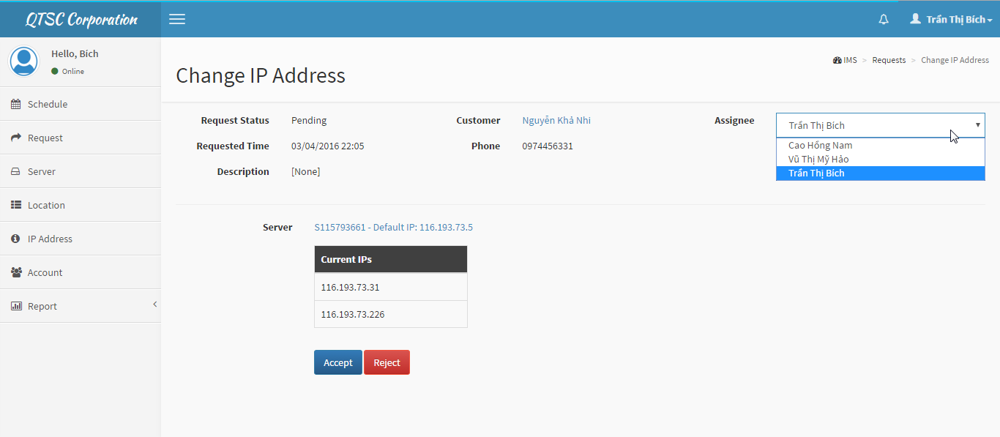 QTSC Corporation
Trần Thị Bích
Hello, Bích
Online
Schedule
Request
Server
Location
IP Address
Account
Report
IMS > Requests > Change IP Address
Change IP Address
Request Status Pending Customer Nguyễn Khả Nhi Assignee Trần Thị Bích
Requested Time 03/04/2016 22:05 Phone 0974456331
Description [None]
Cao Hồng Nam
Vũ Thị Mỹ Hảo
Trần Thị Bích
Server S115793661 - Default IP: 116.193.73.5
Current IPs
116.193.73.31
116.193.73.226
Accept Reject